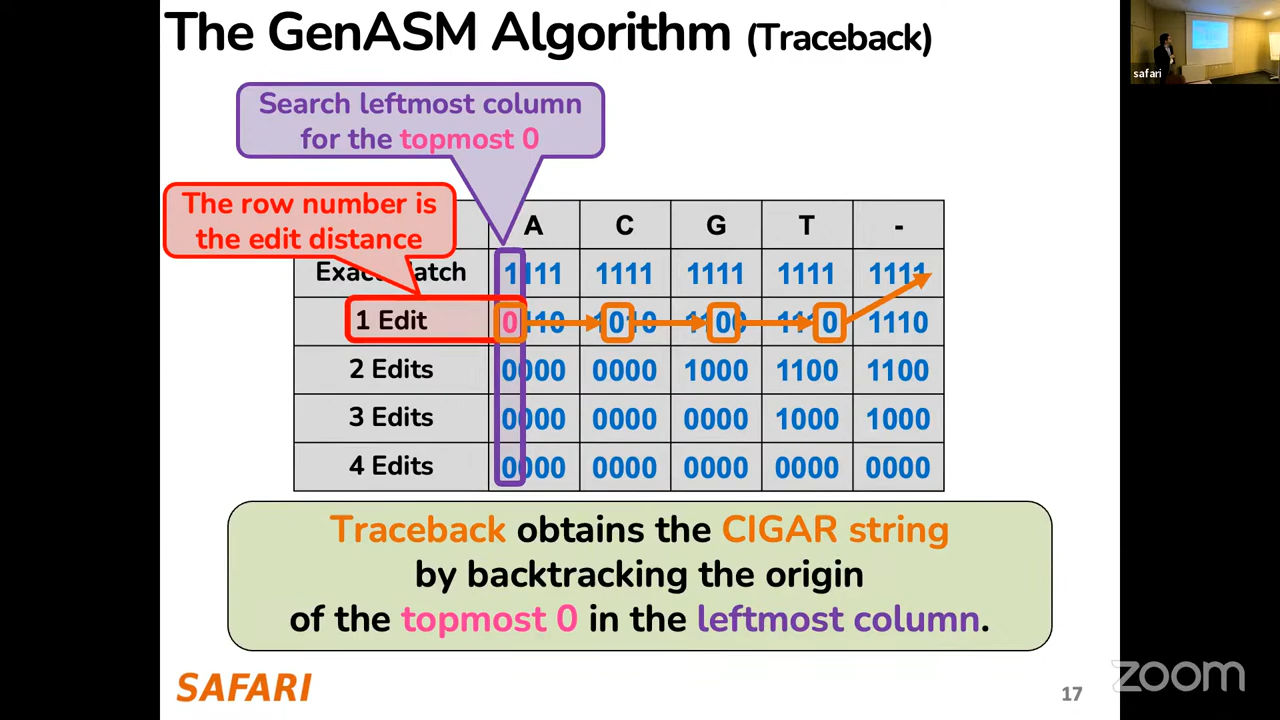 The GenASM Algorithm (Traceback)
safari
Search leftmost column
for the topmost 0
The row number is
the edit distance
A C G T -
Exact Match 1111 1111 1111 1111 1111
1 Edit 0110 1010 1100 1110 1110
2 Edits 0000 0000 1000 1100 1100
3 Edits 0000 0000 0000 1000 1000
4 Edits 0000 0000 0000 0000 0000
Traceback obtains the CIGAR string
by backtracking the origin
of the topmost 0 in the leftmost column.
SAFARI
17
zoom